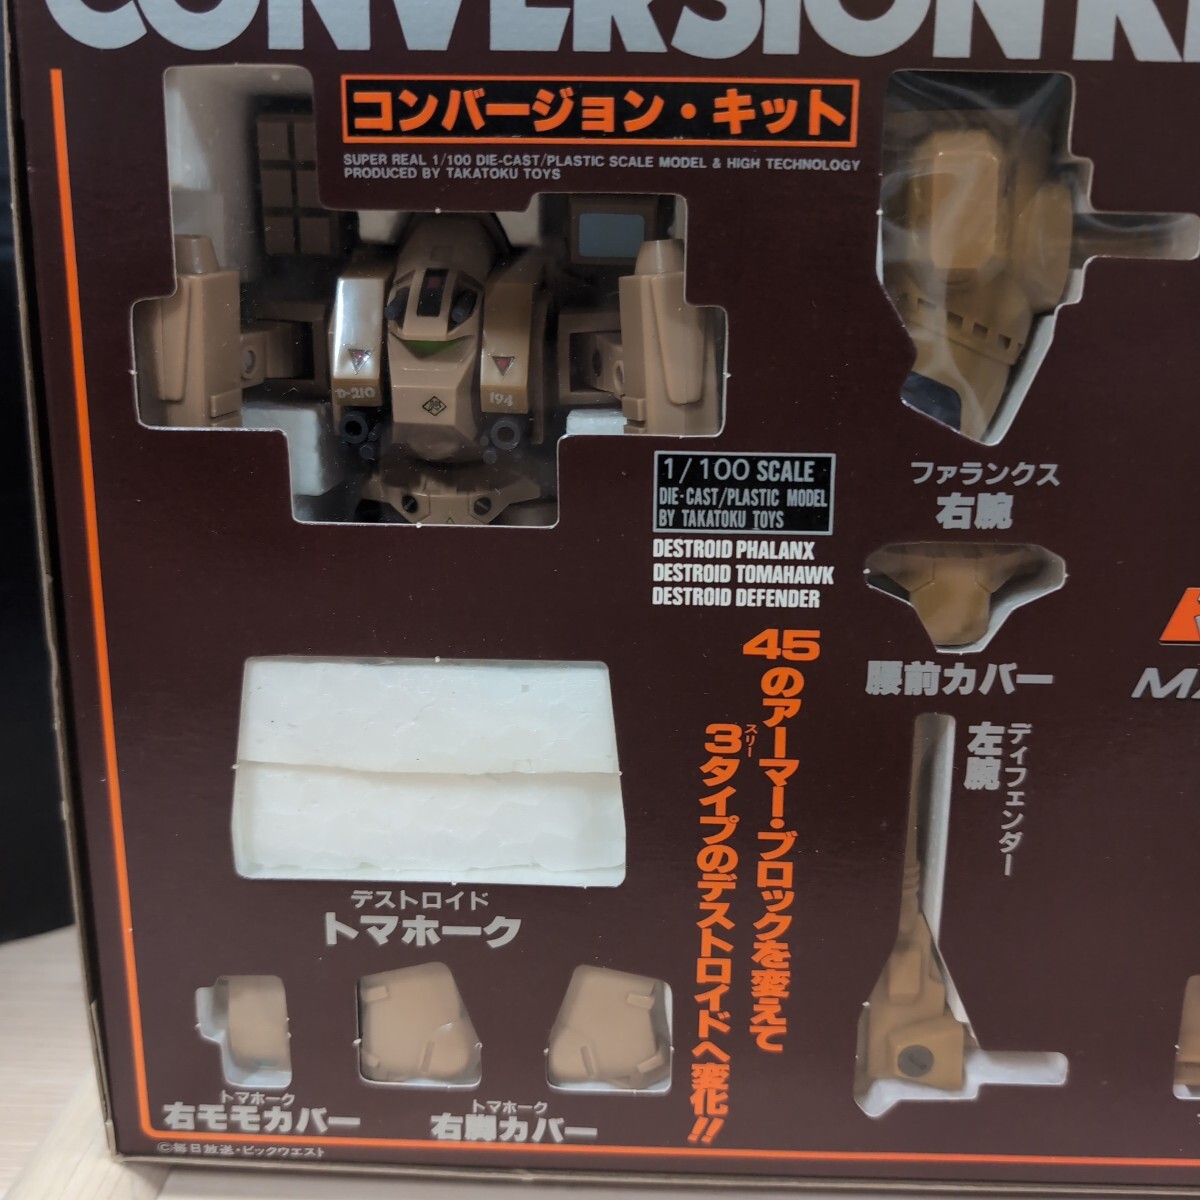 CONVERSION KI
コンバージョン・キット
SUPER REAL 1/100 DIE-CAST/PLASTIC SCALE MODEL & HIGH TECHNOLOGY
PRODUCED BY TAKATOKU TOYS
D-210
194
1/100 SCALE
DIE-CAST/PLASTIC MODEL
BY TAKATOKU TOYS
DESTROID PHALANX
DESTROID TOMAHAWK
DESTROID DEFENDER
ファランクス
右腕
腰前カバー
MA
ディフェンダー
左腕
45のアーマー・ブロックを変えて
スリー
3タイプのデストロイドへ変化!!
デストロイド
トマホーク
トマホーク
右モモカバー
トマホーク
右脚カバー
©毎日放送・ビックウエスト